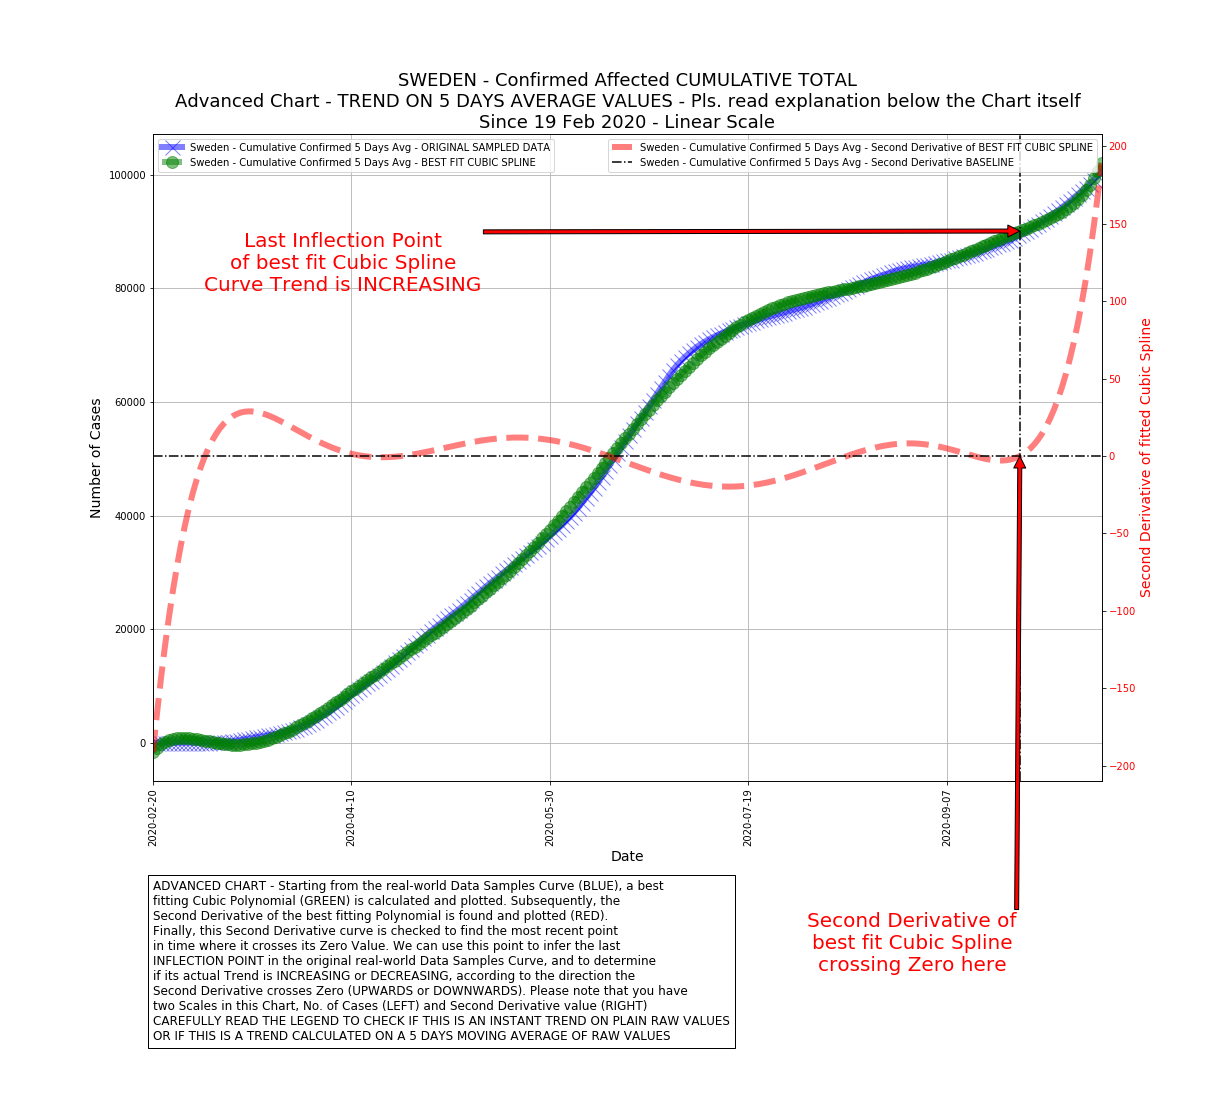 SWEDEN - Confirmed Affected CUMULATIVE TOTAL
Advanced Chart - TREND ON 5 DAYS AVERAGE VALUES - Pls. read explanation below the Chart itself
Since 19 Feb 2020 - Linear Scale
Sweden - Cumulative Confirmed 5 Days Avg - ORIGINAL SAMPLED DATA
Sweden - Cumulative Confirmed 5 Days Avg - BEST FIT CUBIC SPLINE
Sweden - Cumulative Confirmed 5 Days Avg - Second Derivative of BEST FIT CUBIC SPLINE
Sweden - Cumulative Confirmed 5 Days Avg - Second Derivative BASELINE
Last Inflection Point
of best fit Cubic Spline
Curve Trend is INCREASING
Number of Cases
100000
80000
60000
40000
20000
0
200
150
100
50
0
−50
−100
−150
−200
Second Derivative of fitted Cubic Spline
2020-02-20
2020-04-10
2020-05-30
2020-07-19
2020-09-07
Date
ADVANCED CHART - Starting from the real-world Data Samples Curve (BLUE), a best
fitting Cubic Polynomial (GREEN) is calculated and plotted. Subsequently, the
Second Derivative of the best fitting Polynomial is found and plotted (RED).
Finally, this Second Derivative curve is checked to find the most recent point
in time where it crosses its Zero Value. We can use this point to infer the last
INFLECTION POINT in the original real-world Data Samples Curve, and to determine
if its actual Trend is INCREASING or DECREASING, according to the direction the
Second Derivative crosses Zero (UPWARDS or DOWNWARDS). Please note that you have
two Scales in this Chart, No. of Cases (LEFT) and Second Derivative value (RIGHT)
CAREFULLY READ THE LEGEND TO CHECK IF THIS IS AN INSTANT TREND ON PLAIN RAW VALUES
OR IF THIS IS A TREND CALCULATED ON A 5 DAYS MOVING AVERAGE OF RAW VALUES
Second Derivative of
best fit Cubic Spline
crossing Zero here